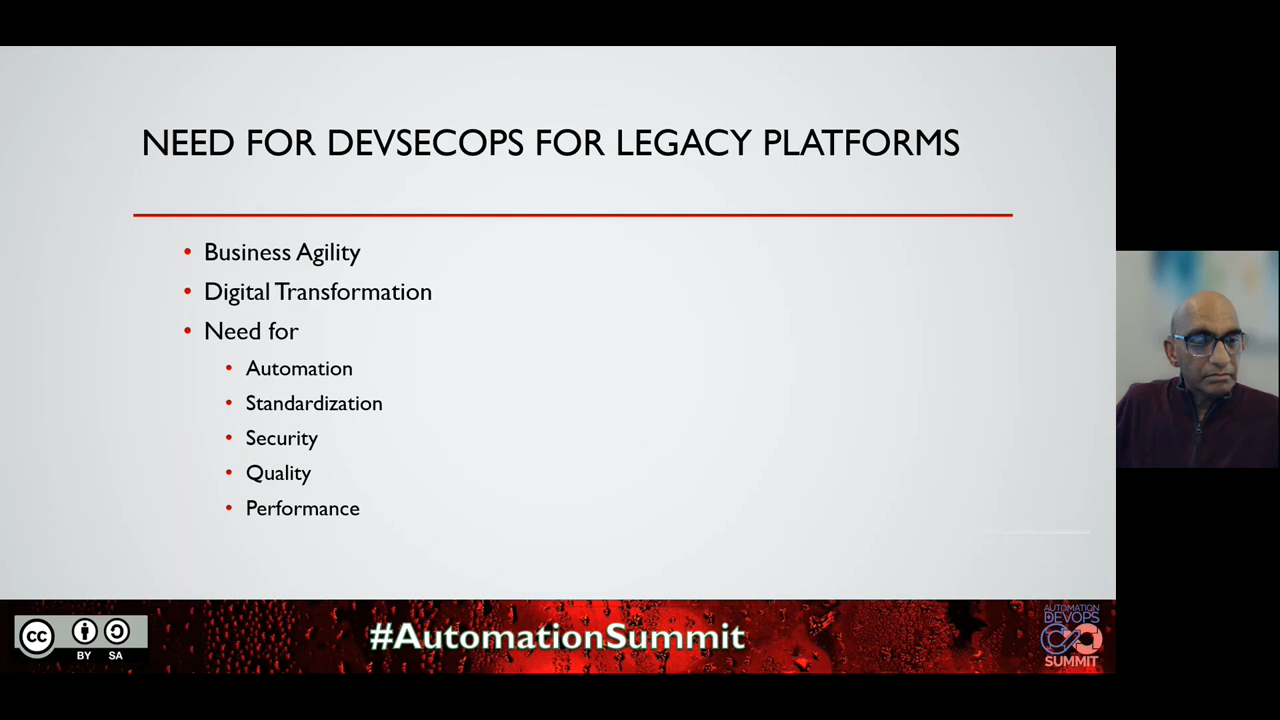 NEED FOR DEVSECOPS FOR LEGACY PLATFORMS
• Business Agility
• Digital Transformation
• Need for
• Automation
• Standardization
• Security
• Quality
• Performance
cc
BY SA
#AutomationSummit
AUTOMATION
DEVOPS
SUMMIT